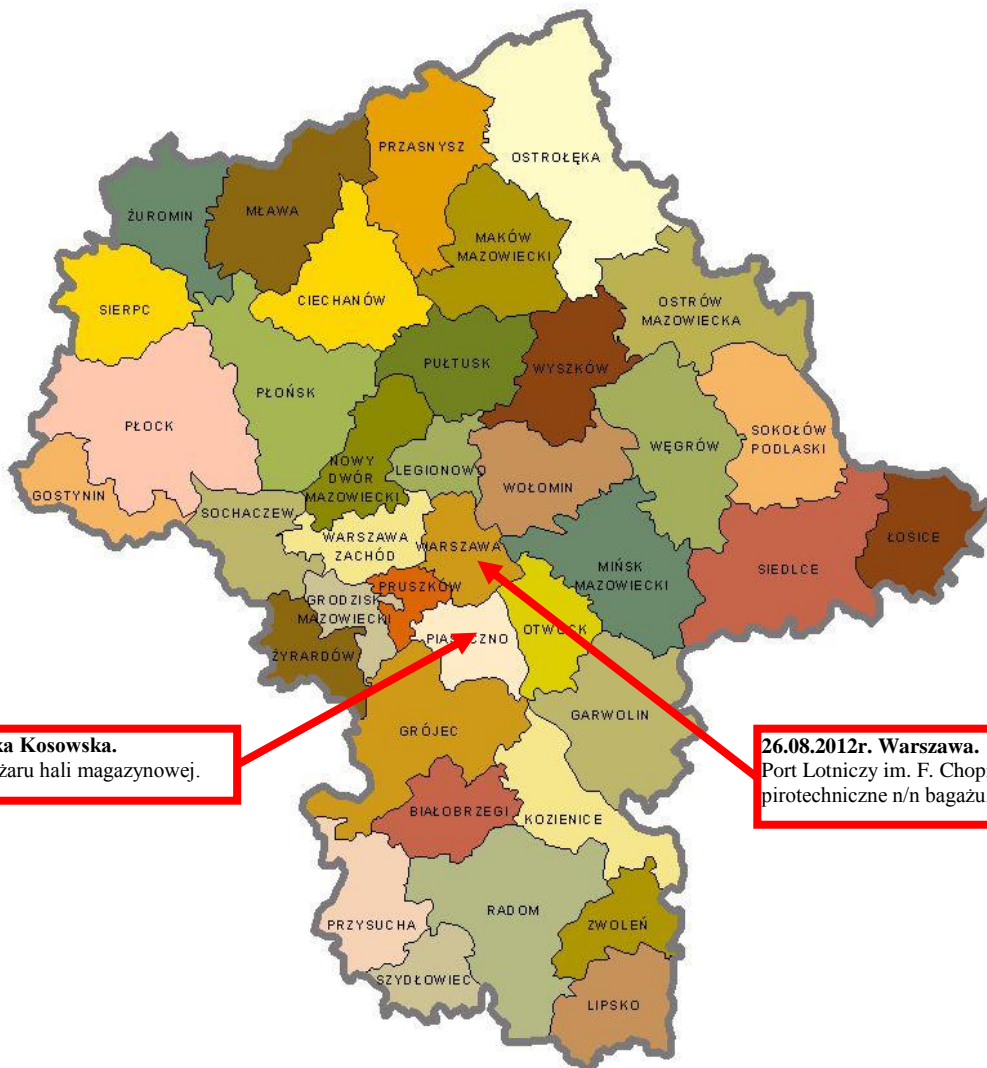 PRZASNYSZ
OSTROŁĘKA
ŻUROMIN
MŁAWA
MAKÓW
MAZOWIECKI
CIECHANÓW
SIERPC
OSTRÓW
MAZOWIECKA
PUŁTUSK
WYSZKÓW
PŁOŃSK
PŁOCK
SOKOŁÓW
PODLASKI
WĘGRÓW
NOWY
DWÓR
MAZOWIECKI
LEGIONOWO
WOŁOMIN
GOSTYNIN
SOCHACZEW
WARSZAWA
ZACHÓD
WARSZAWA
ŁOSICE
MIŃSK
MAZOWIECKI
SIEDLCE
PRUSZKÓW
GRODZISK
MAZOWIECKI
OTWOCK
ŻYRARDÓW
GARWOLIN
GRÓJEC
Kosowska.
hali magazynowej.
26.08.2012r. Warszawa.
Port Lotniczy im. F.
pirotechniczne n/n bagażu
BIAŁOBRZEGI
KOZIENICE
RADOM
PRZYSUCHA
ZWOLEŃ
SZYDŁOWIEC
LIPSKO